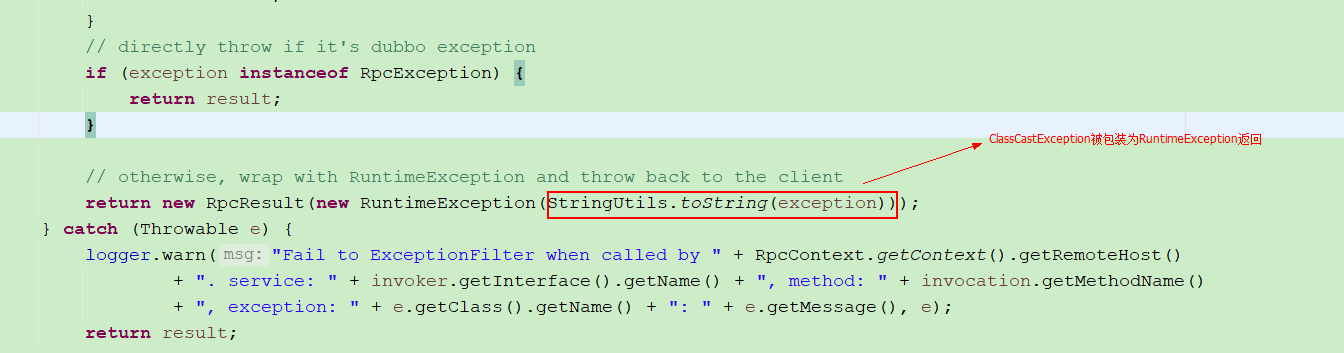 }
// directly throw if it's dubbo exception
if (exception instanceof RpcException) {
return result;
}
ClassCastException被包装为RuntimeException返回
// otherwise, wrap with RuntimeException and throw back to the client
return new RpcResult(new RuntimeException(StringUtils.toString(exception)));
} catch (Throwable e) {
logger.warn( msg: "Fail to ExceptionFilter when called by " + RpcContext.getContext().getRemoteHost()
+ ". service: " + invoker.getInterface().getName() + ", method: " + invocation.getMethodName()
+ ", exception: " + e.getClass().getName() + ": " + e.getMessage(), e);
return result;